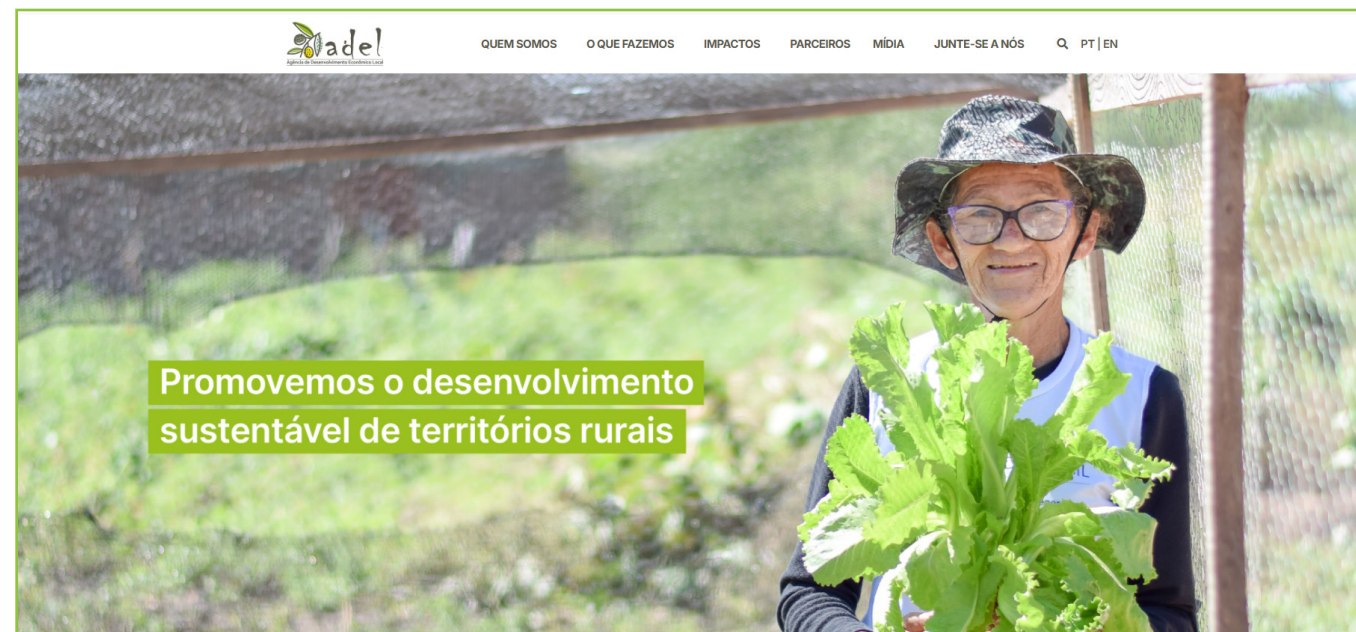 adel
Agência de Desenvolvimento Econômico Local
QUEM SOMOS O QUE FAZEMOS IMPACTOS PARCEIROS MÍDIA JUNTE-SE A NÓS PT | EN
Promovemos o desenvolvimento
sustentável de territórios rurais